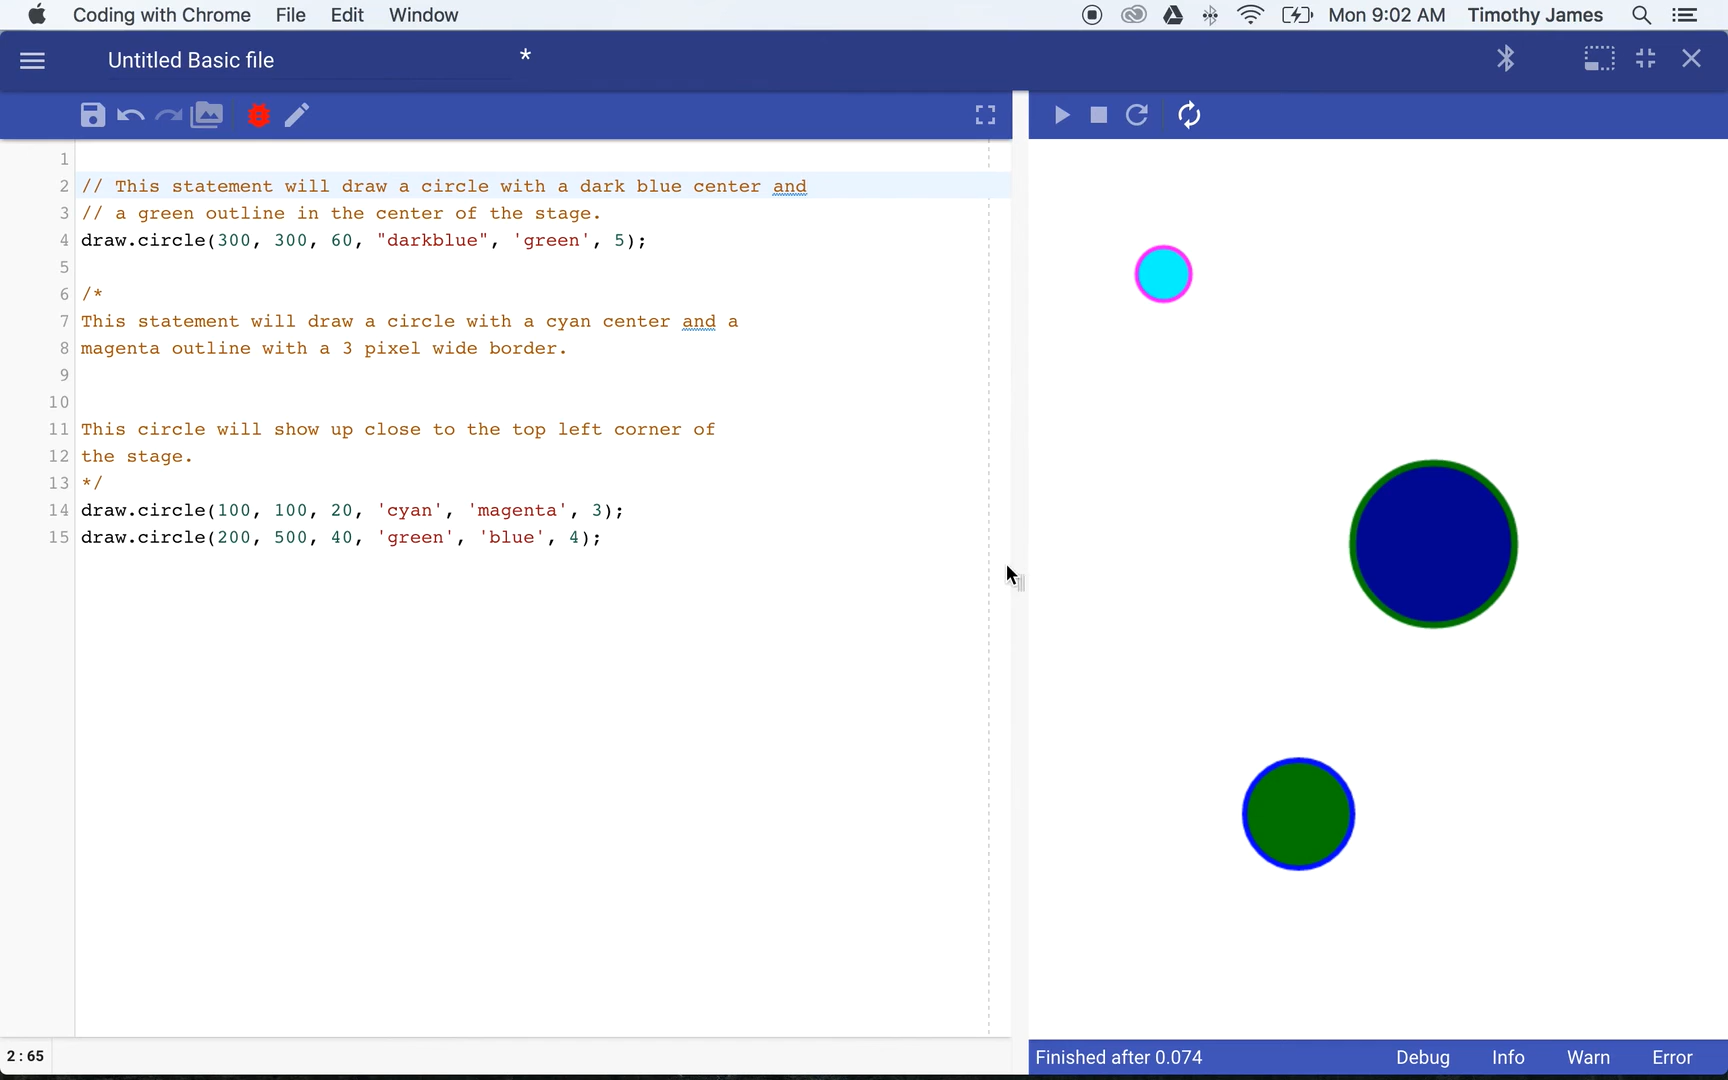 Coding with Chrome File Edit Window Mon 9:02 AM Timothy James
Untitled Basic file *
1
2 // This statement will draw a circle with a dark blue center and
3 // a green outline in the center of the stage.
4 draw.circle(300, 300, 60, "darkblue", 'green', 5);
5
6 /*
7 This statement will draw a circle with a cyan center and a
8 magenta outline with a 3 pixel wide border.
9
10
11 This circle will show up close to the top left corner of
12 the stage.
13 */
14 draw.circle(100, 100, 20, 'cyan', 'magenta', 3);
15 draw.circle(200, 500, 40, 'green', 'blue', 4);
2:65
Finished after 0.074 Debug Info Warn Error